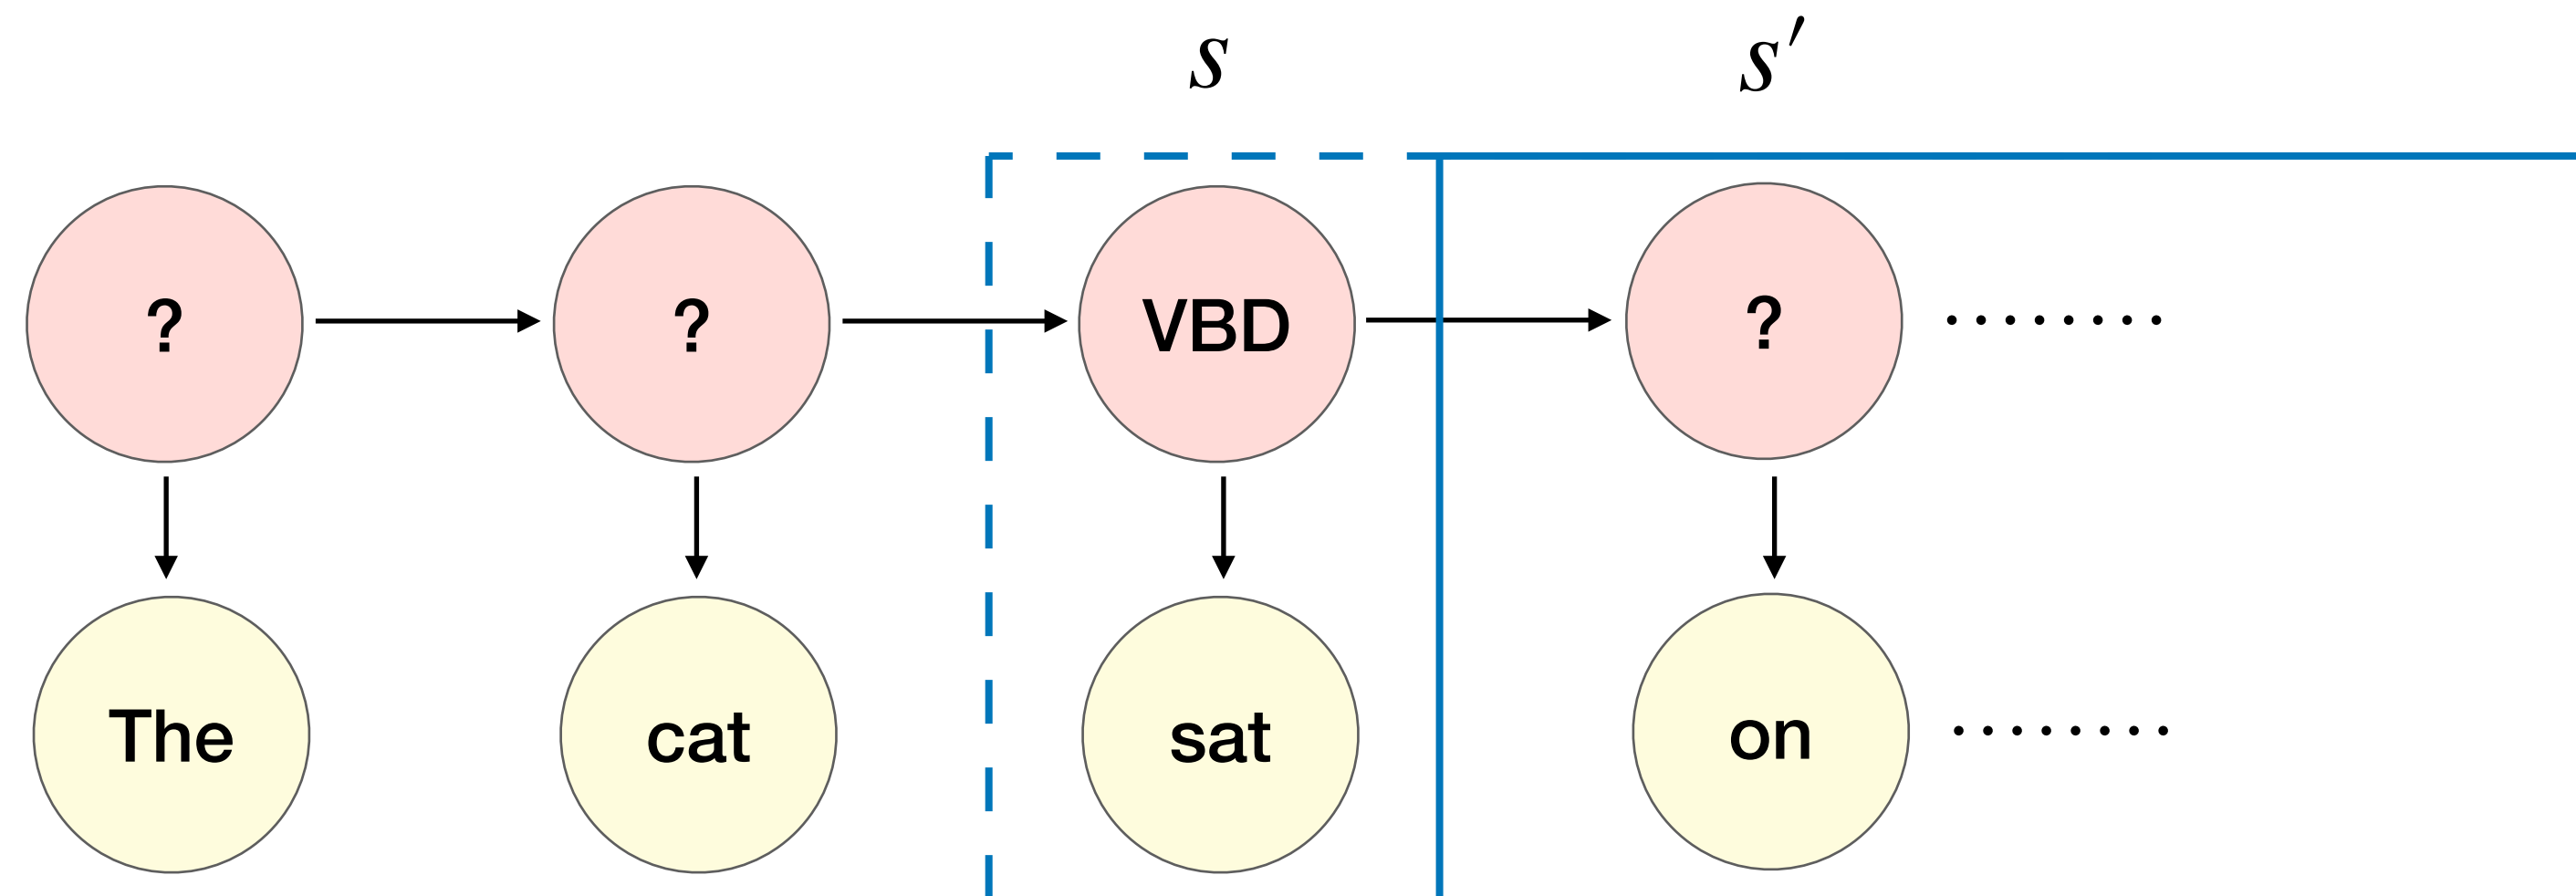 s s′
? ? VBD ? ........
The cat sat on ........